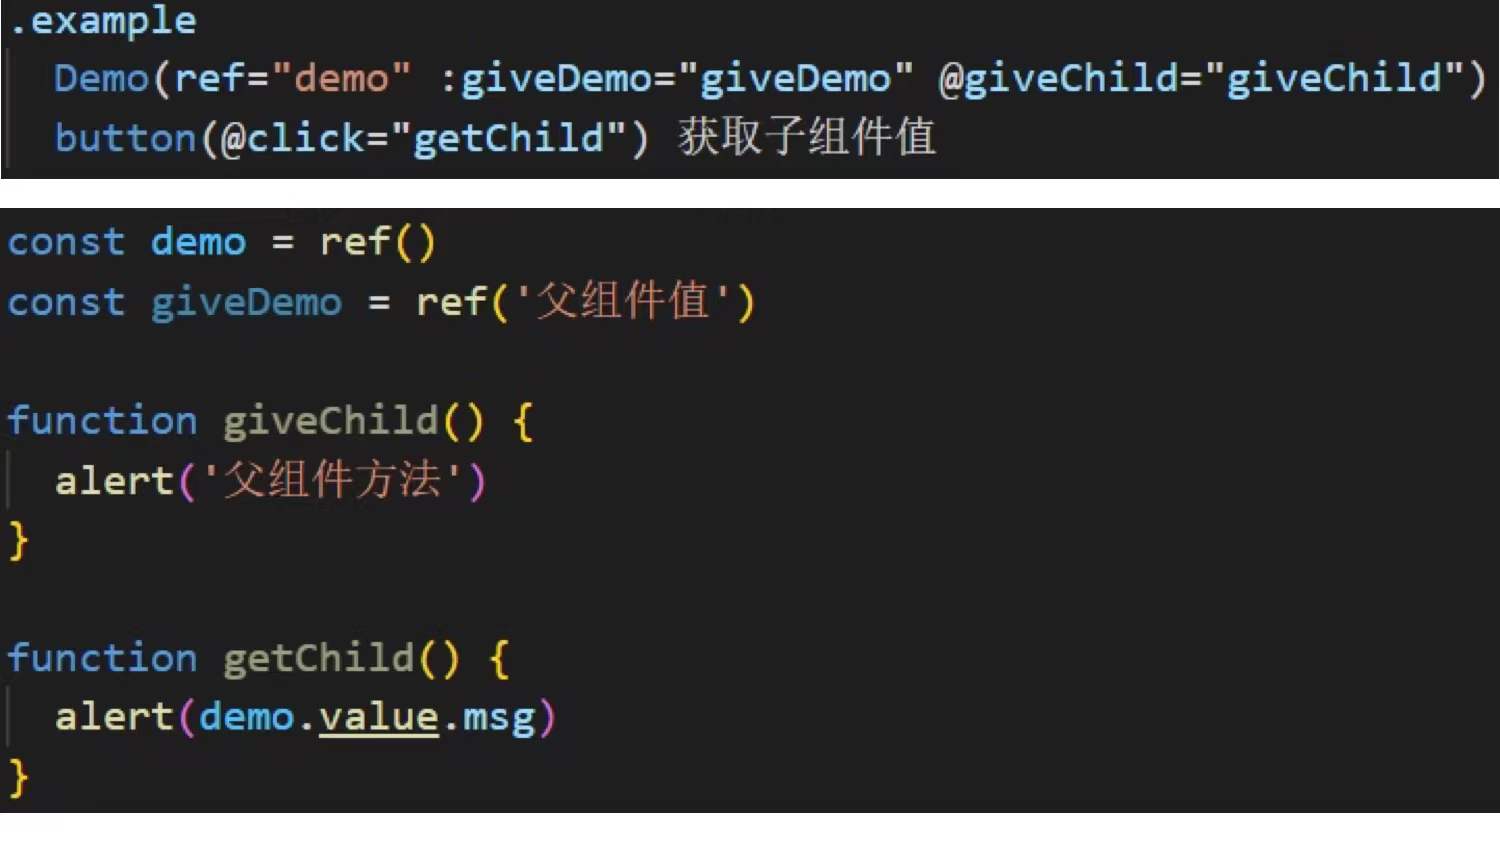 .example
Demo(ref="demo" :giveDemo="giveDemo" @giveChild="giveChild")
button(@click="getChild") 获取子组件值
const demo = ref()
const giveDemo = ref('父组件值')
function giveChild() {
alert('父组件方法')
}
function getChild() {
alert(demo.value.msg)
}